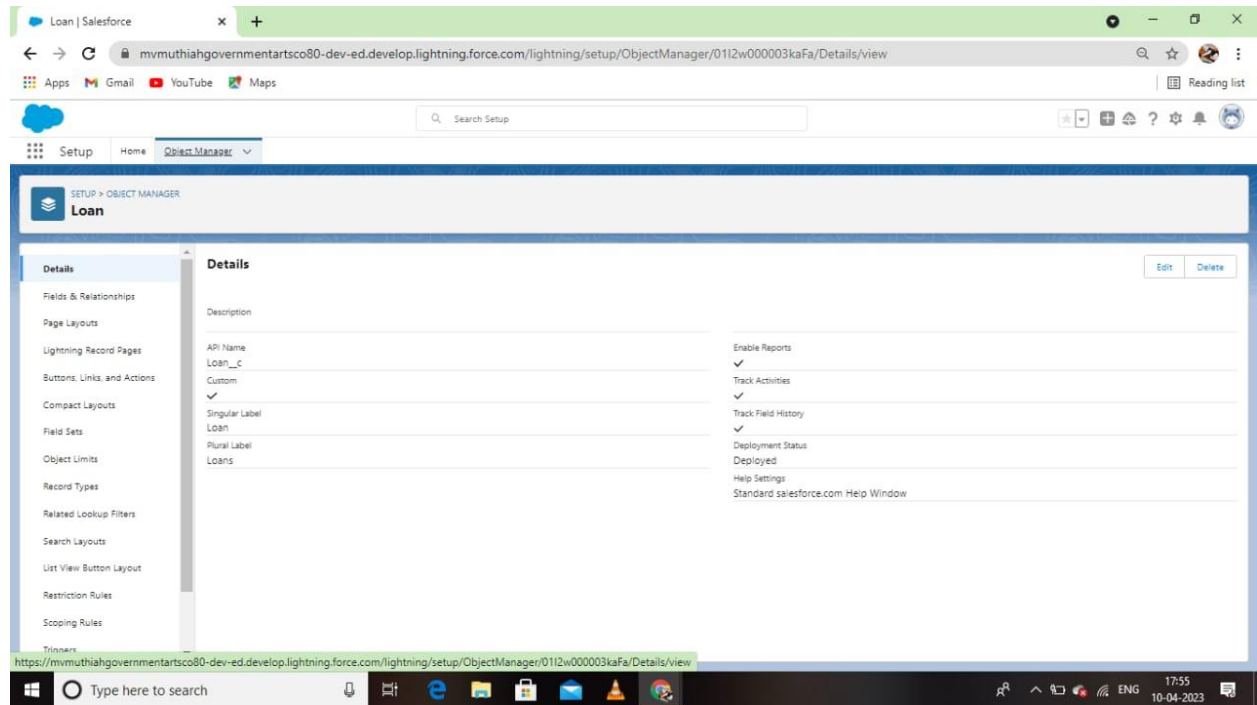 Loan | Salesforce
mvmuthiahgovernmentartsco80-dev-ed.develop.lightning.force.com/lightning/setup/ObjectManager/01I2w000003kaFa/Details/view
Apps Gmail YouTube Maps Reading list
Search Setup
Setup Home Object Manager
SETUP > OBJECT MANAGER
Loan
Details
Fields & Relationships
Page Layouts
Lightning Record Pages
Buttons, Links, and Actions
Compact Layouts
Field Sets
Object Limits
Record Types
Related Lookup Filters
Search Layouts
List View Button Layout
Restriction Rules
Scoping Rules
Triggers
Details
Edit Delete
Description
API Name
Loan__c
Custom
Singular Label
Loan
Plural Label
Loans
Enable Reports
Track Activities
Track Field History
Deployment Status
Deployed
Help Settings
Standard salesforce.com Help Window
https://mvmuthiahgovernmentartsco80-dev-ed.develop.lightning.force.com/lightning/setup/ObjectManager/01I2w000003kaFa/Details/view
Type here to search
ENG
17:55
10-04-2023